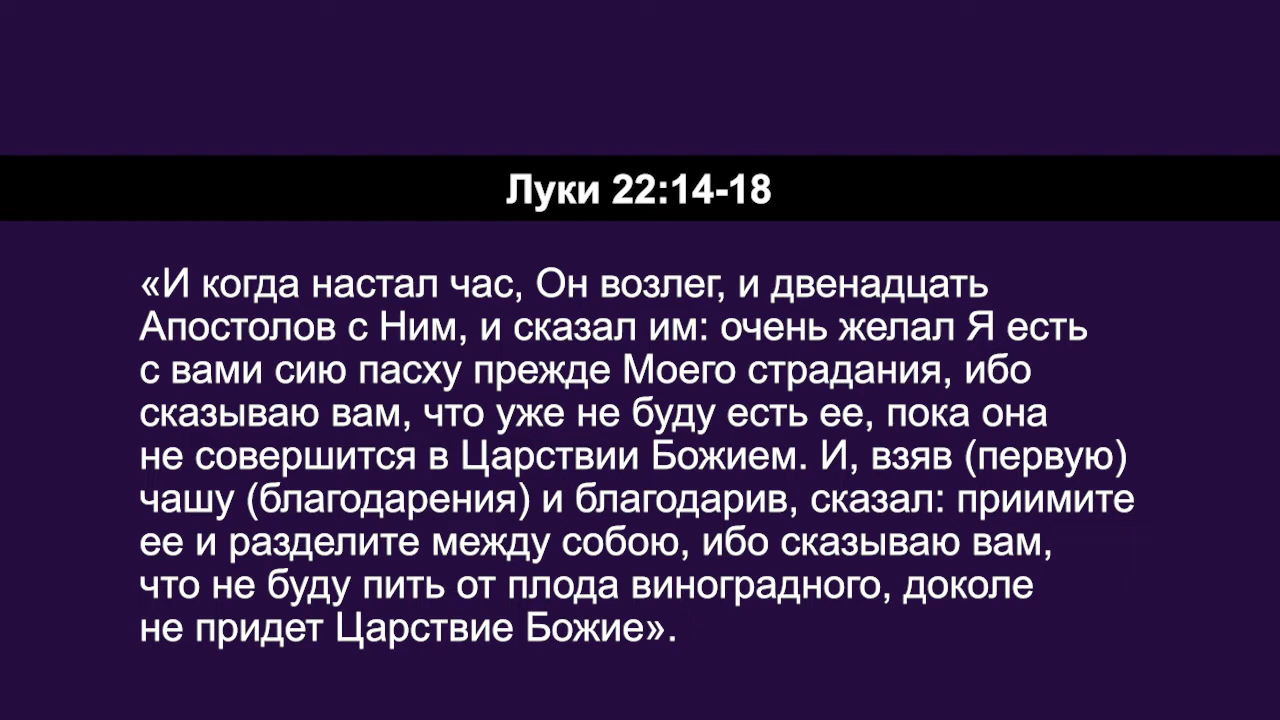 Луки 22:14-18
«И когда настал час, Он возлег, и двенадцать
Апостолов с Ним, и сказал им: очень желал Я есть
с вами сию пасху прежде Моего страдания, ибо
сказываю вам, что уже не буду есть ее, пока она
не совершится в Царствии Божием. И, взяв (первую)
чашу (благодарения) и благодарив, сказал: приимите
ее и разделите между собою, ибо сказываю вам,
что не буду пить от плода виноградного, доколе
не придет Царствие Божие».